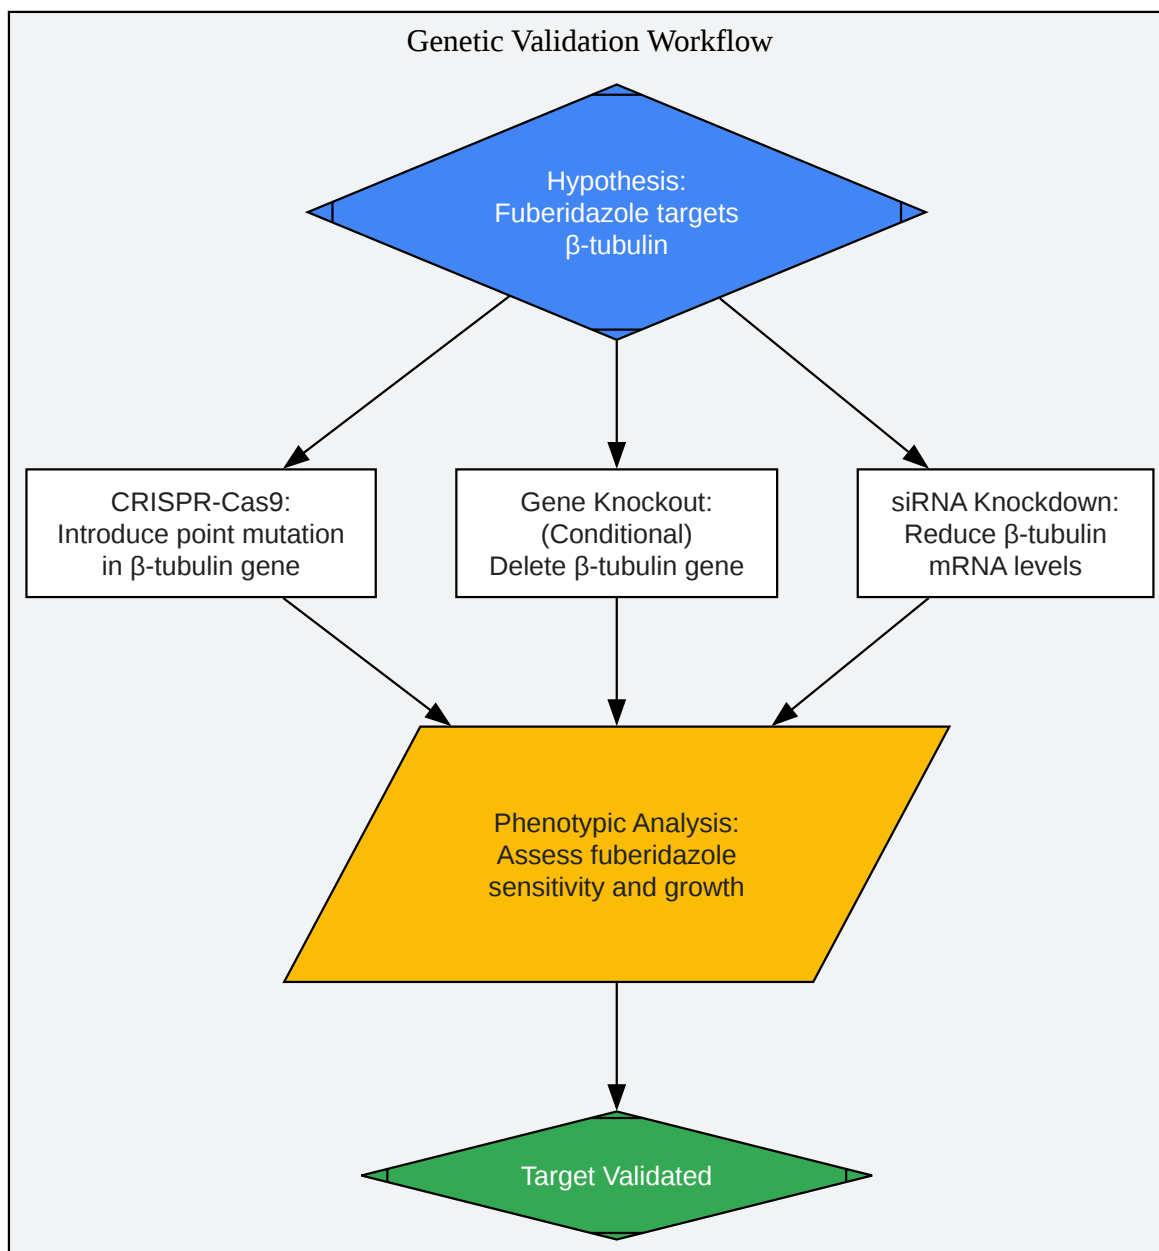 Genetic Validation Workflow
Hypothesis:
Fuberidazole targets
β-tubulin
CRISPR-Cas9:
Introduce point mutation
in β-tubulin gene
Gene Knockout:
(Conditional)
Delete β-tubulin gene
siRNA Knockdown:
Reduce β-tubulin
mRNA levels
Phenotypic Analysis:
Assess fuberidazole
sensitivity and growth
Target Validated